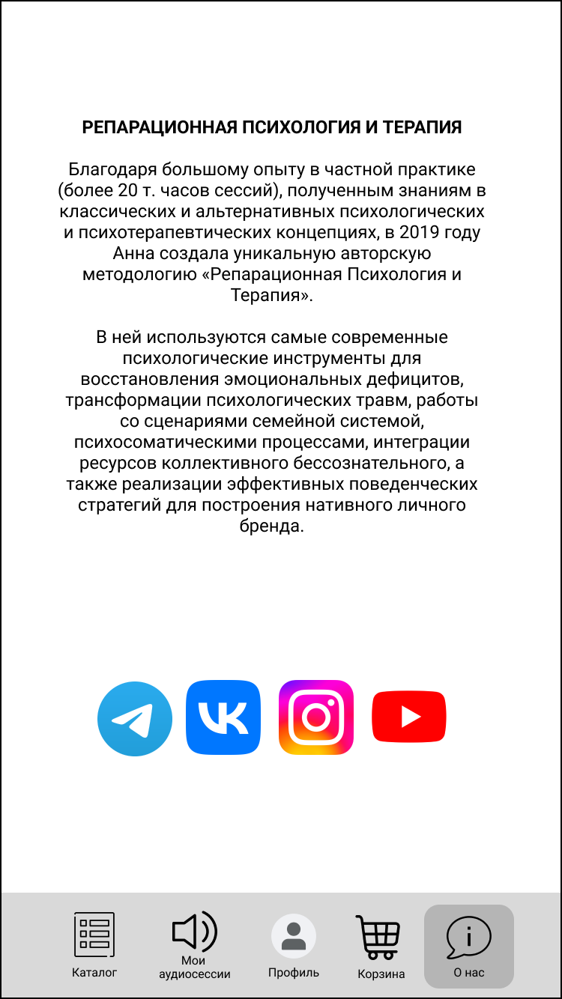 РЕПАРАЦИОННАЯ ПСИХОЛОГИЯ И ТЕРАПИЯ
Благодаря большому опыту в частной практике
(более 20 т. часов сессий), полученным знаниям в
классических и альтернативных психологических
и психотерапевтических концепциях, в 2019 году
Анна создала уникальную авторскую
методологию «Репарационная Психология и
Терапия».
В ней используются самые современные
психологические инструменты для
восстановления эмоциональных дефицитов,
трансформации психологических травм, работы
со сценариями семейной системой,
психосоматическими процессами, интеграции
ресурсов коллективного бессознательного, а
также реализации эффективных поведенческих
стратегий для построения нативного личного
бренда.
Каталог
Мои
аудиосессии
Профиль
Корзина
О нас